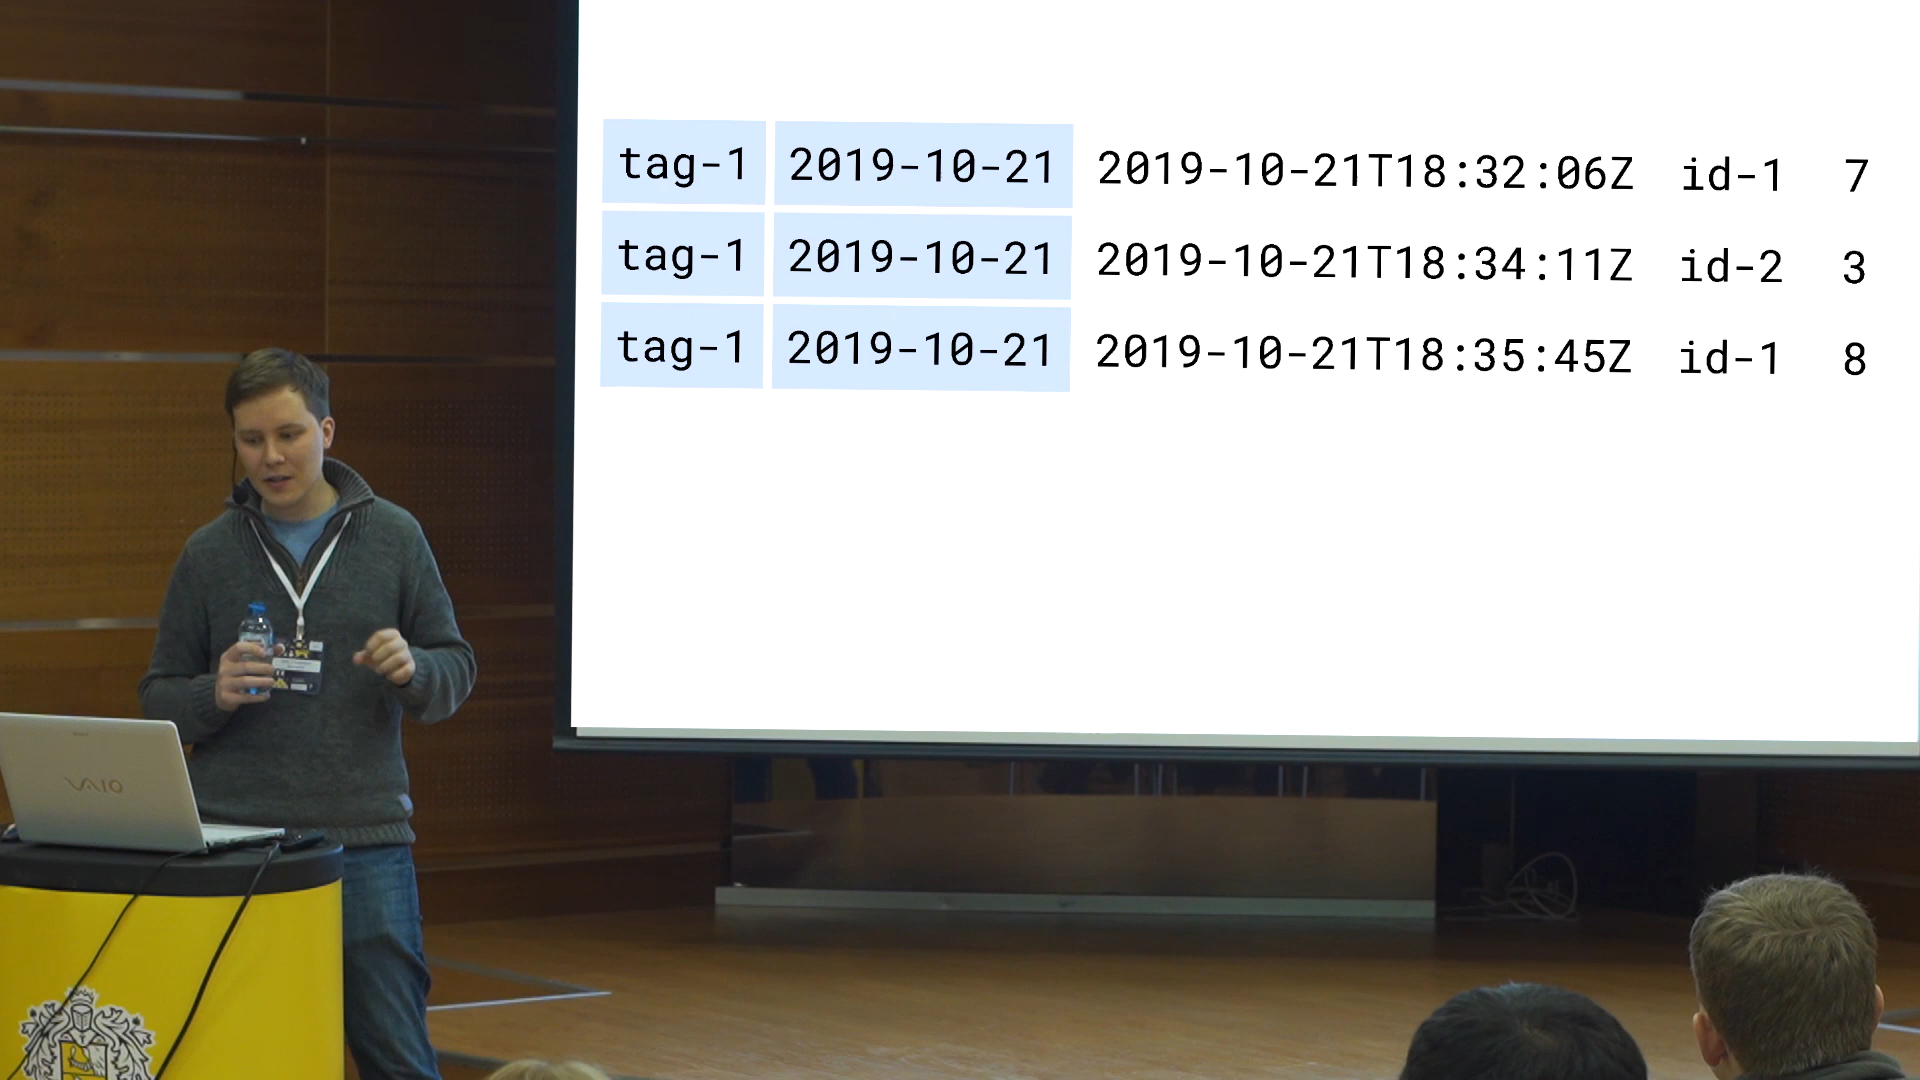 tag-1 2019-10-21 2019-10-21T18:32:06Z id-1 7
tag-1 2019-10-21 2019-10-21T18:34:11Z id-2 3
tag-1 2019-10-21 2019-10-21T18:35:45Z id-1 8
VAIO